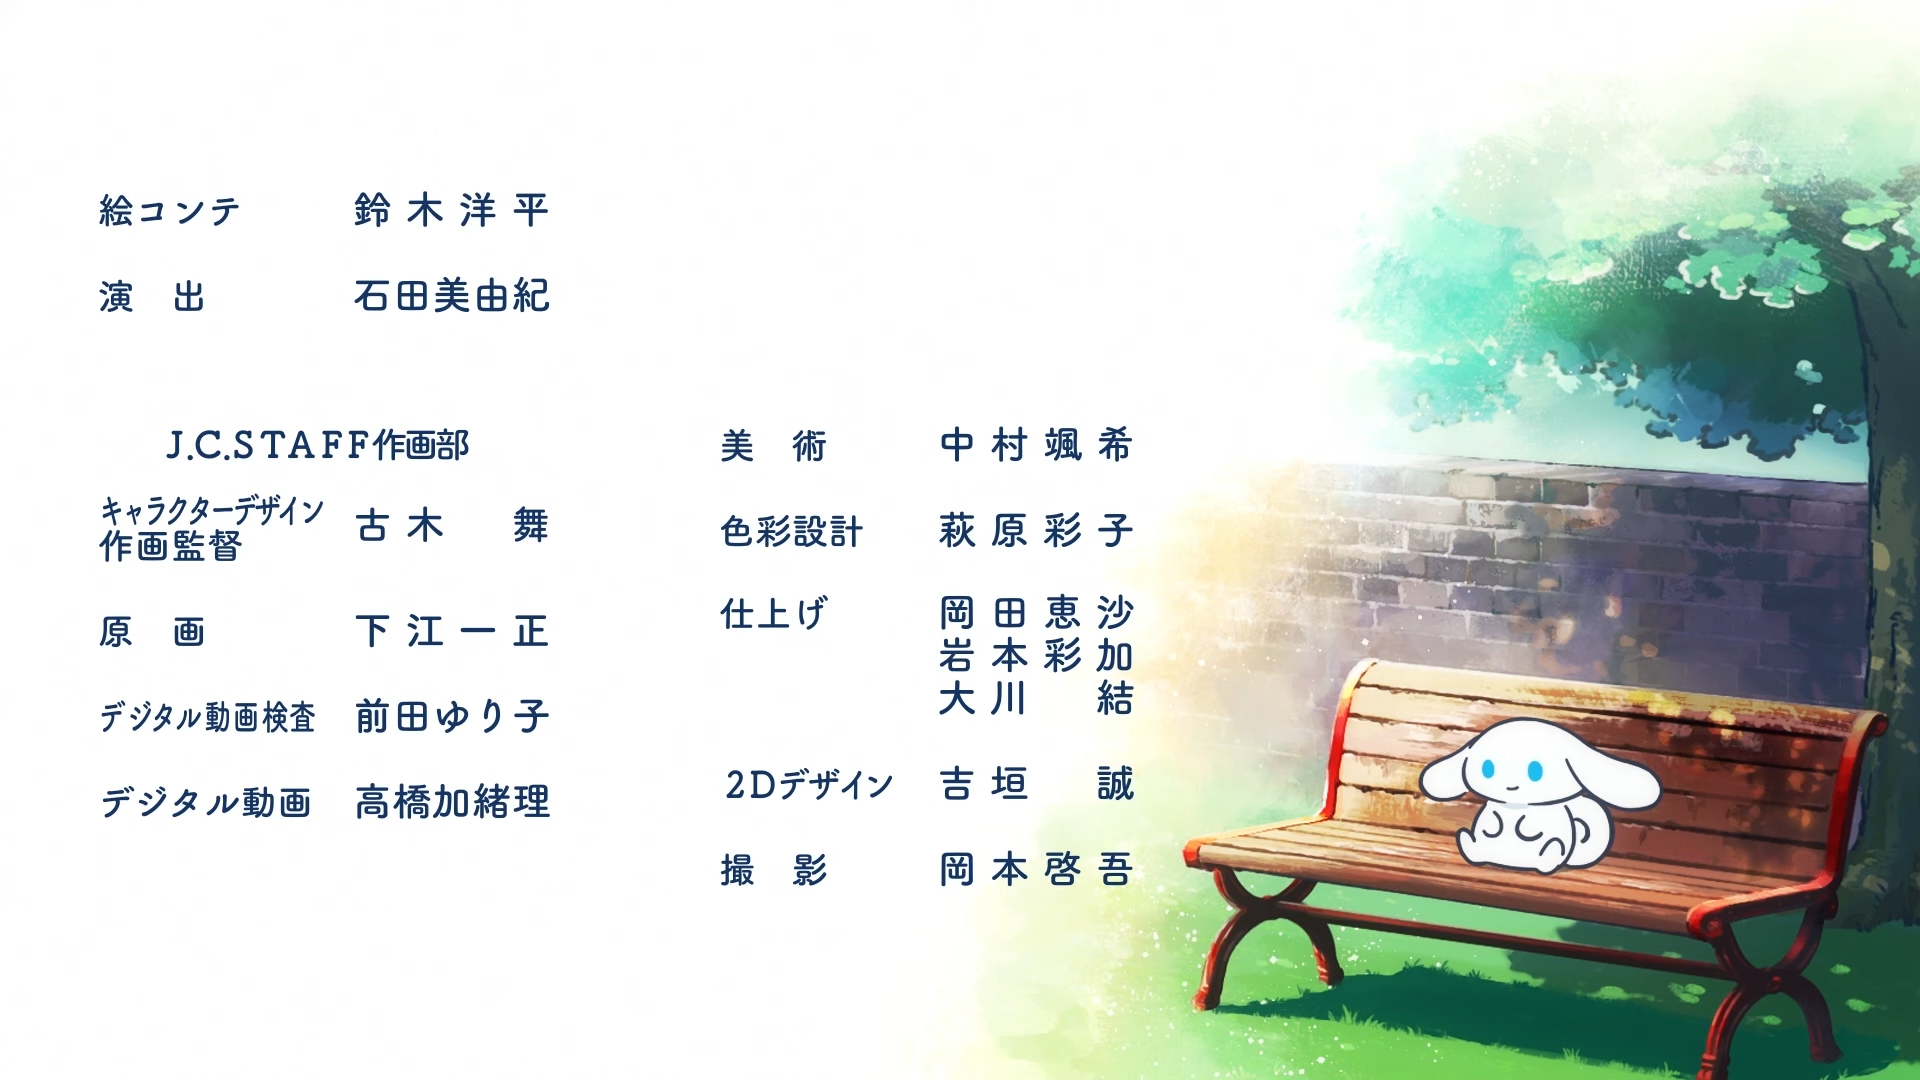 絵コンテ 鈴木洋平
演 出 石田美由紀
J.C.STAFF作画部
キャラクターデザイン
作画監督 古木 舞
原 画 下江一正
デジタル動画検査 前田ゆり子
デジタル動画 高橋加緒理
美 術 中村颯希
色彩設計 萩原彩子
仕上げ 岡田恵沙
岩本彩加
大川 結
2Dデザイン 吉垣 誠
撮 影 岡本啓吾